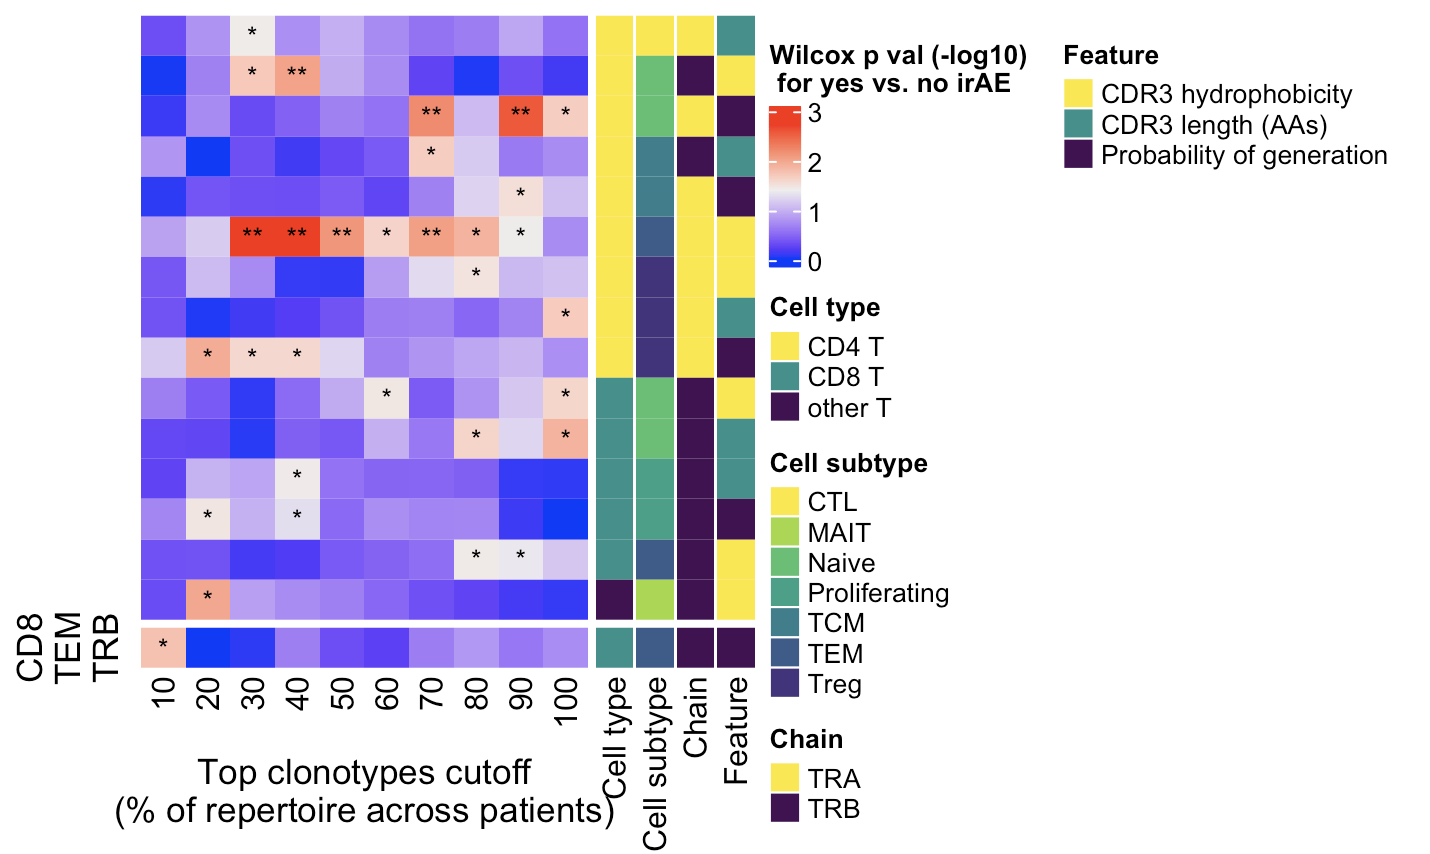 *
* **
** ** *
*
*
** ** ** * ** * *
*
*
* * *
* *
* *
*
* *
* *
*
*
CD8
TEM
TRB
10 20 30 40 50 60 70 80 90 100
Top clonotypes cutoff
(% of repertoire across patients)
Cell type
Cell subtype
Chain
Feature
Wilcox p val (-log10)
for yes vs. no irAE
3
2
1
0
Cell type
CD4 T
CD8 T
other T
Cell subtype
CTL
MAIT
Naive
Proliferating
TCM
TEM
Treg
Chain
TRA
TRB
Feature
CDR3 hydrophobicity
CDR3 length (AAs)
Probability of generation